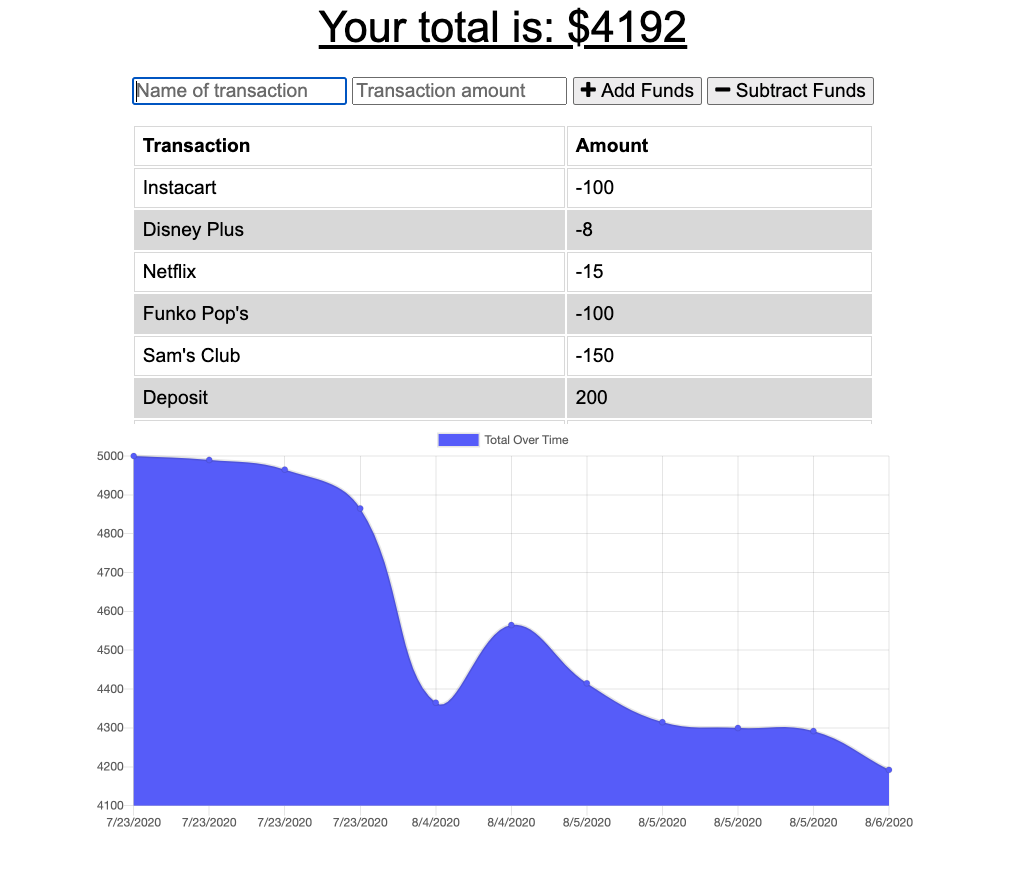 Your total is: $4192
Name of transaction Transaction amount + Add Funds − Subtract Funds
Transaction Amount
Instacart -100
Disney Plus -8
Netflix -15
Funko Pop's -100
Sam's Club -150
Deposit 200
Total Over Time
5000
4900
4800
4700
4600
4500
4400
4300
4200
4100
7/23/2020 7/23/2020 7/23/2020 7/23/2020 8/4/2020 8/4/2020 8/5/2020 8/5/2020 8/5/2020 8/5/2020 8/6/2020